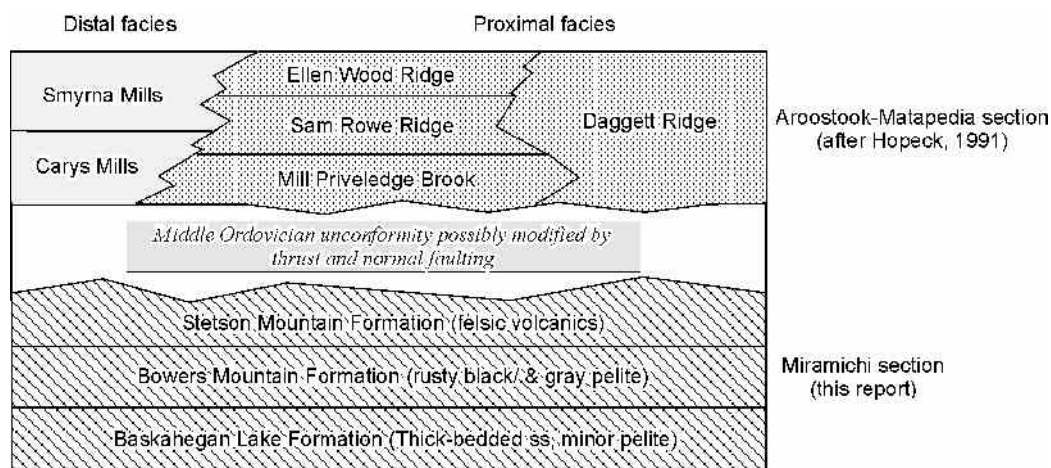 Distal facies
Proximal facies
Smyrna Mills
Carys Mills
Ellen Wood Ridge
Sam Rowe Ridge
Mill Priveledge Brook
Daggett Ridge
Aroostook-Matapedia section
(after Hopeck, 1991)
Middle Ordovician unconformity possibly modified by
thrust and normal faulting
Stetson Mountain Formation (felsic volcanics)
Bowers Mountain Formation (rusty black/ & gray pelite)
Baskahegan Lake Formation (Thick-bedded ss, minor pelite)
Miramichi section
(this report)